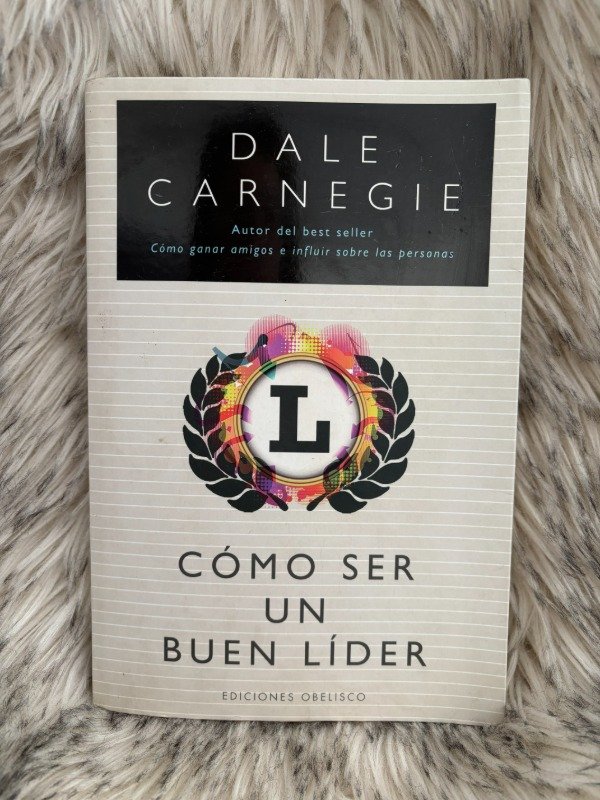 DALE
CARNEGIE
Autor del best seller
Cómo ganar amigos e influir sobre las personas
L
CÓMO SER
UN
BUEN LÍDER
EDICIONES OBELISCO